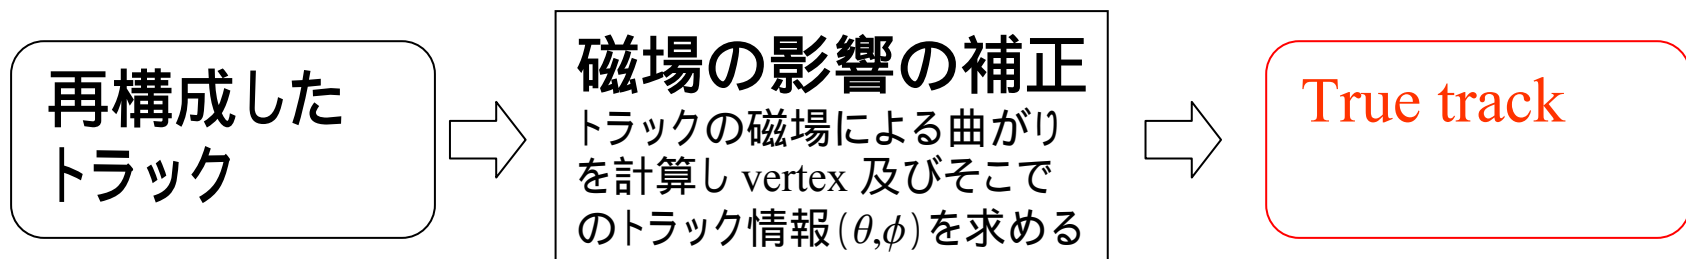 再構成した
トラック
磁場の影響の補正
トラックの磁場による曲がり
を計算し vertex 及びそこで
のトラック情報(θ,ϕ)を求める
True track